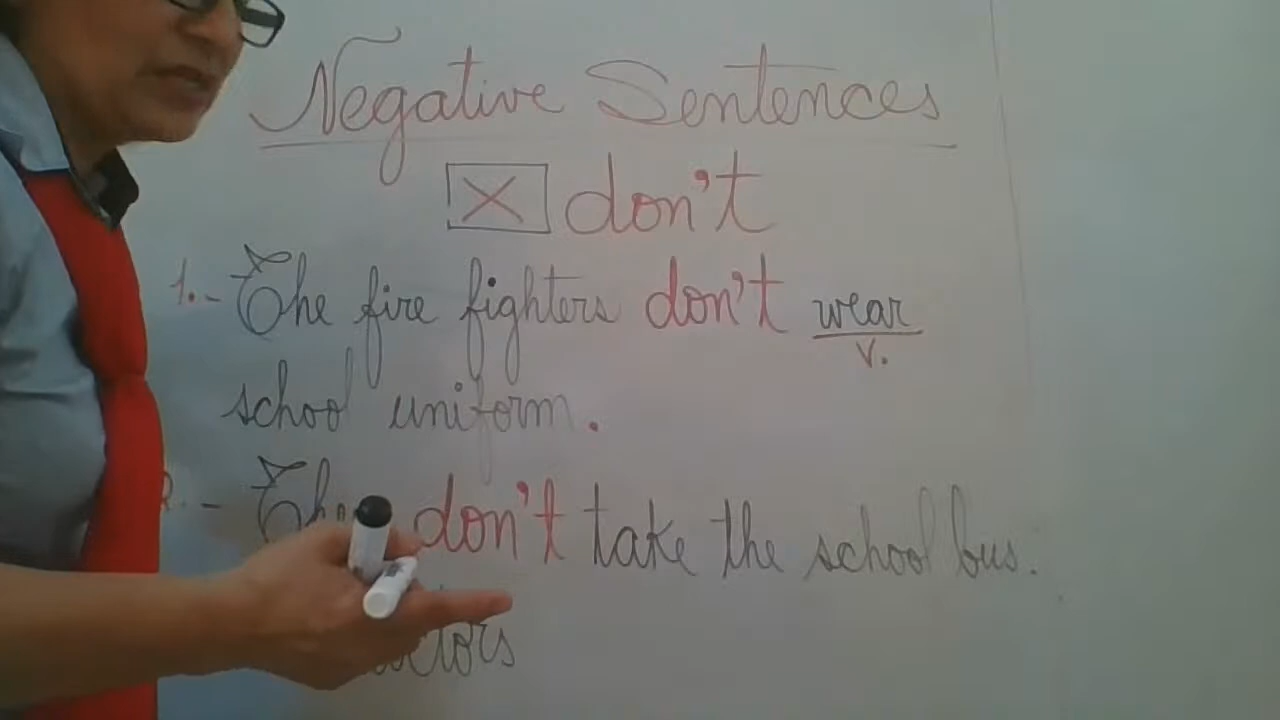 Negative Sentences
X don't
1.- The fire fighters don't wear
v.
school uniform.
2.- don't take the school bus.